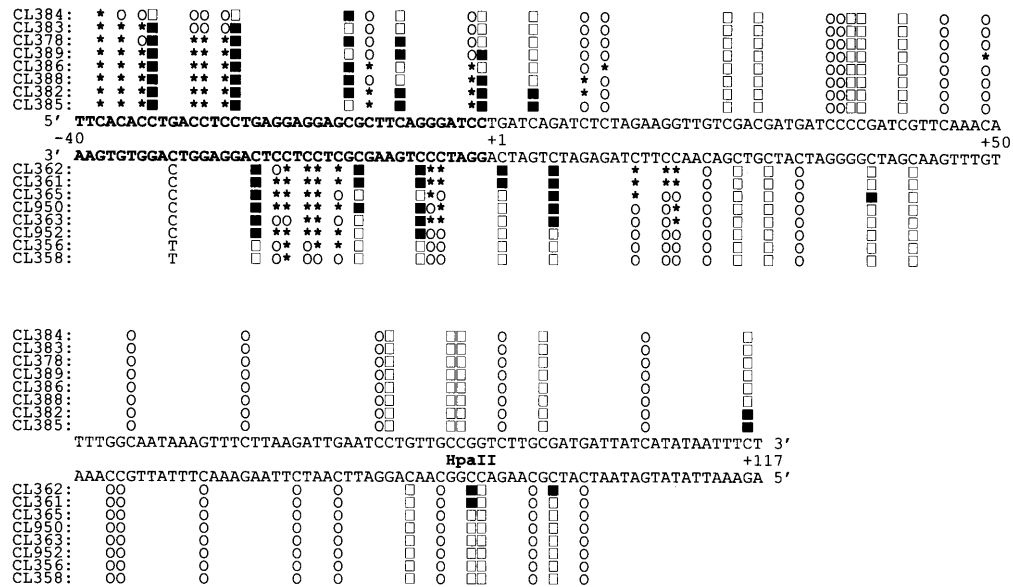 CL384:
CL383:
CL378:
CL389:
CL386:
CL388:
CL382:
CL385:
5’ TTCACACCTGACCTCCTGAGGAGGAGCGCTTCAGGGATCCTGATCAGATCTCTAGAAGGTTGTCGACGATGATCCCCGATCGTTCAAACA
-40 +1 +50
3’ AAGTGTGGACTGGAGGACTCCTCCTCGCGAAGTCCCTAGGACTAGTCTAGAGATCTTCCAACAGCTGCTACTAGGGGCTAGCAAGTTTGT
CL362: C
CL361: C
CL365: C
CL950: C
CL363: C
CL952: C
CL356: T
CL358: T
CL384:
CL383:
CL378:
CL389:
CL386:
CL388:
CL382:
CL385:
TTTGGCAATAAAGTTTCTTAAGATTGAATCCTGTTGCCGGTCTTGCGATGATTATCATATAATTTCT 3’
HpaII +117
AAACCGTTATTTCAAAGAATTCTAACTTAGGACAACGGCCAGAACGCTACTAATAGTATATTAAAGA 5’
CL362:
CL361:
CL365:
CL950:
CL363:
CL952:
CL356:
CL358: